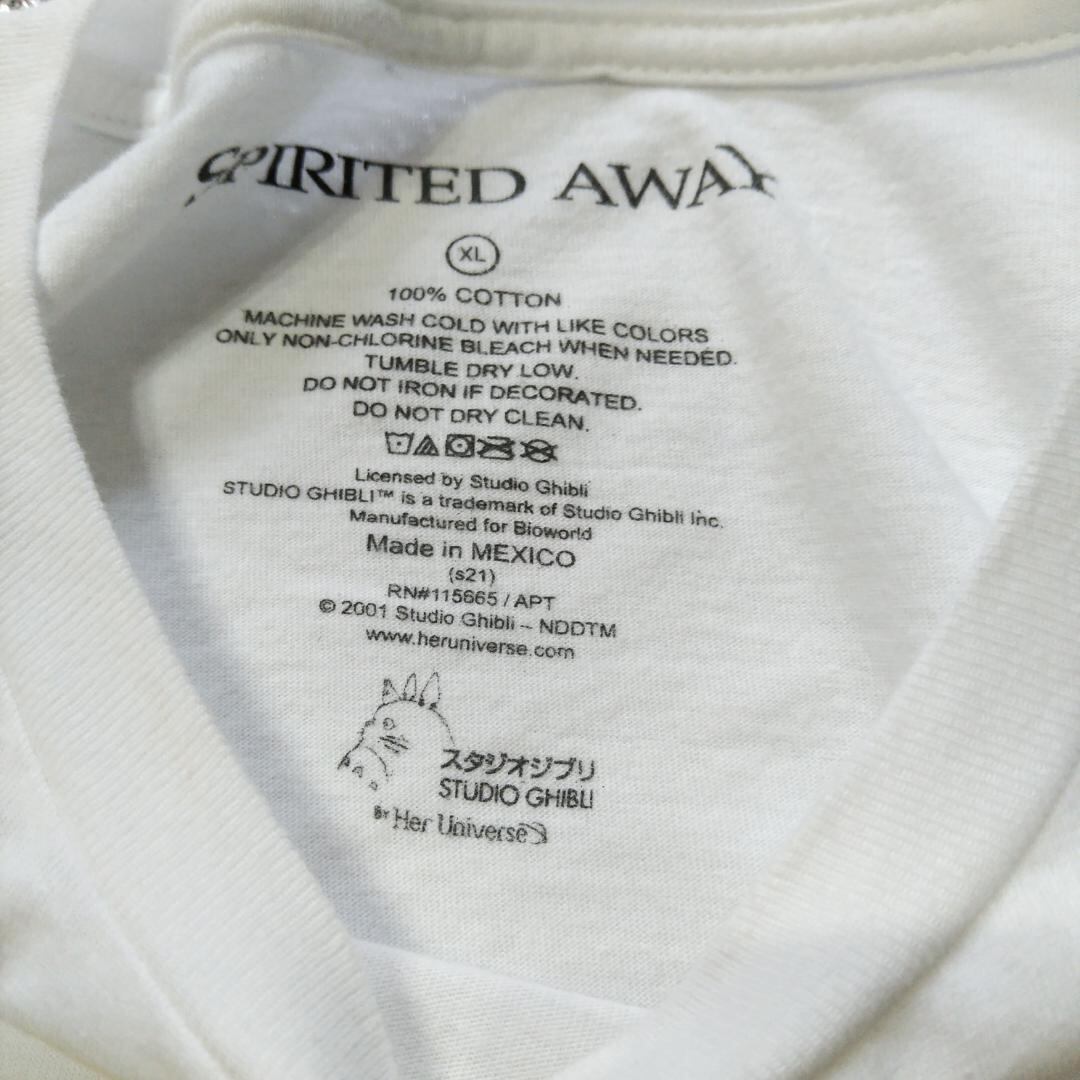 SPIRITED AWAY
XL
100% COTTON
MACHINE WASH COLD WITH LIKE COLORS
ONLY NON-CHLORINE BLEACH WHEN NEEDED.
TUMBLE DRY LOW.
DO NOT IRON IF DECORATED.
DO NOT DRY CLEAN.
Licensed by Studio Ghibli
STUDIO GHIBLI™ is a trademark of Studio Ghibli Inc.
Manufactured for Bioworld
Made in MEXICO
(s21)
RN#115665 / APT
© 2001 Studio Ghibli – NDDTM
www.heruniverse.com
スタジオジブリ
STUDIO GHIBLI
BY Her Universe